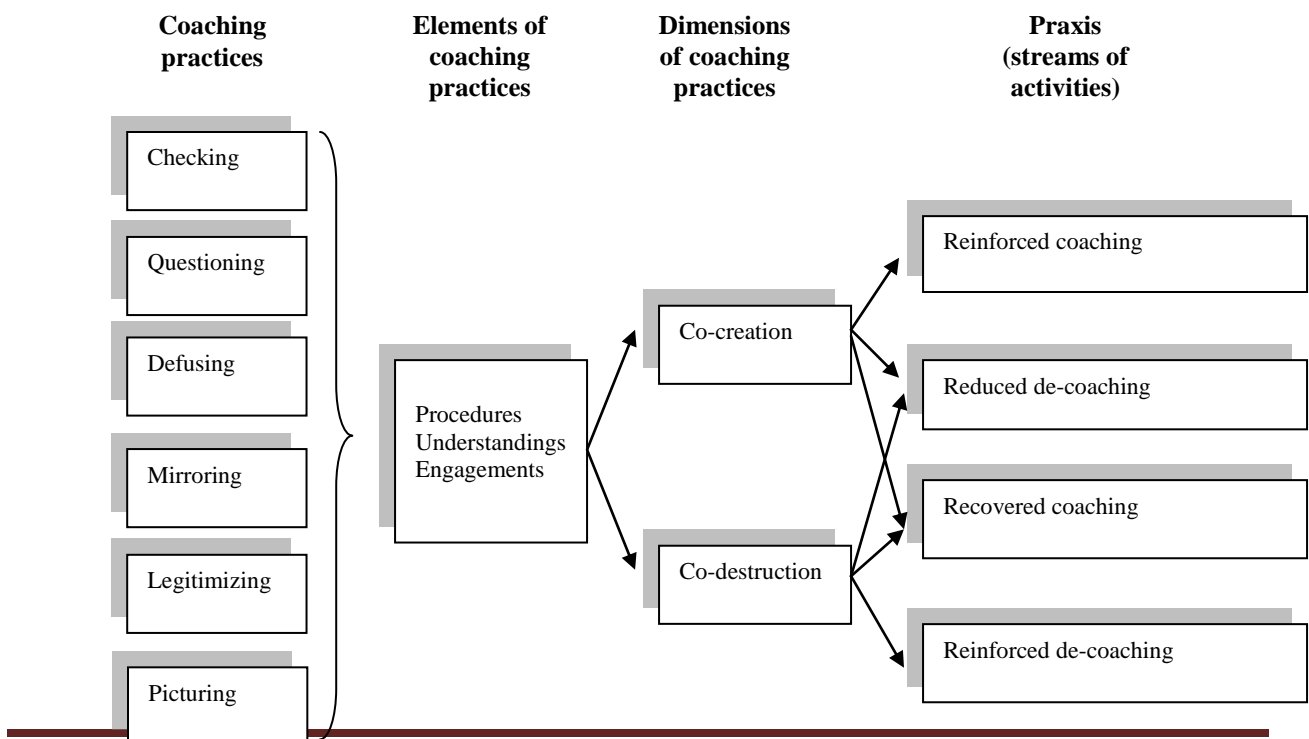 Coaching
practices
Elements of
coaching
practices
Dimensions
of coaching
practices
Praxis
(streams of
activities)
Checking
Questioning
Defusing
Mirroring
Legitimizing
Picturing
Procedures
Understandings
Engagements
Co-creation
Co-destruction
Reinforced coaching
Reduced de-coaching
Recovered coaching
Reinforced de-coaching